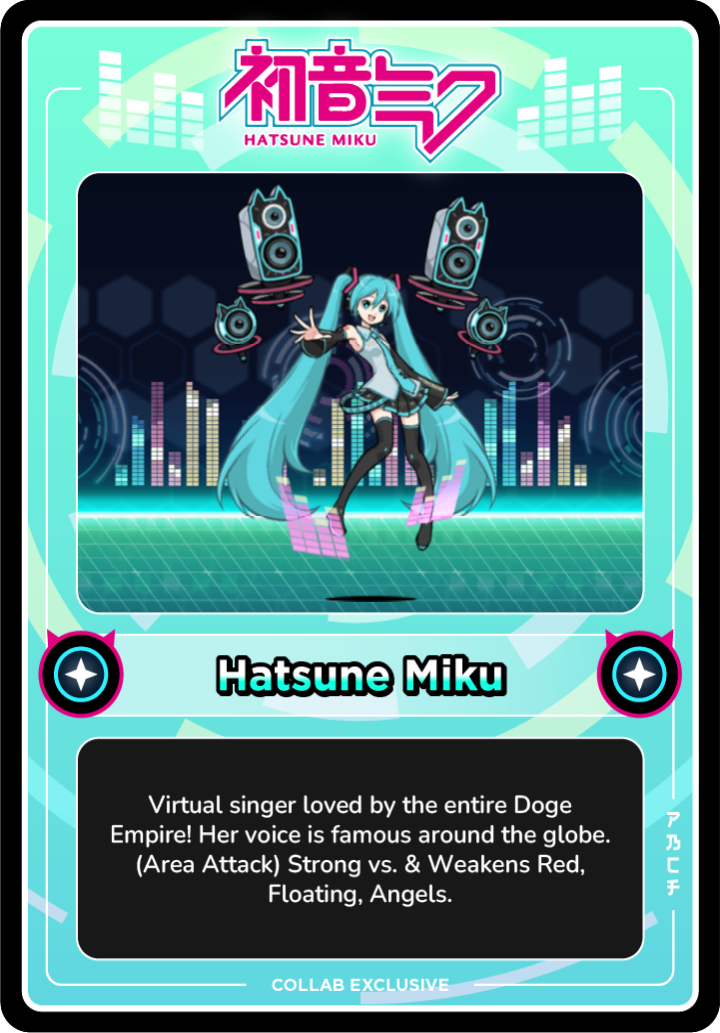 初音ミク
HATSUNE MIKU
Hatsune Miku
Virtual singer loved by the entire Doge
Empire! Her voice is famous around the globe.
(Area Attack) Strong vs. & Weakens Red,
Floating, Angels.
ア乃モチ
COLLAB EXCLUSIVE